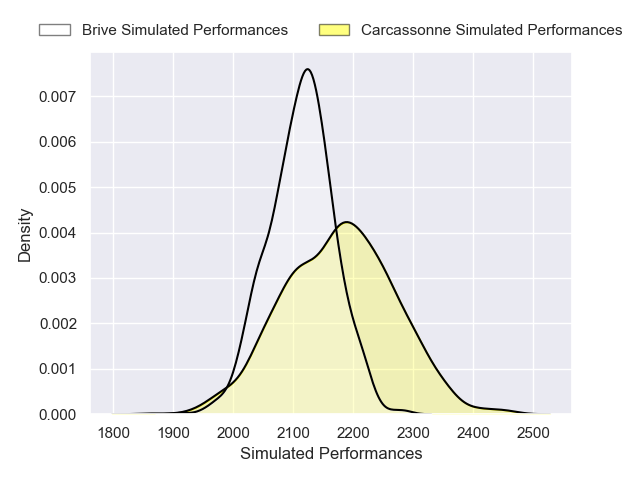 Brive Simulated Performances
Carcassonne Simulated Performances
0.007
0.006
0.005
0.004
0.003
0.002
0.001
0.000
Density
1800 1900 2000 2100 2200 2300 2400 2500
Simulated Performances